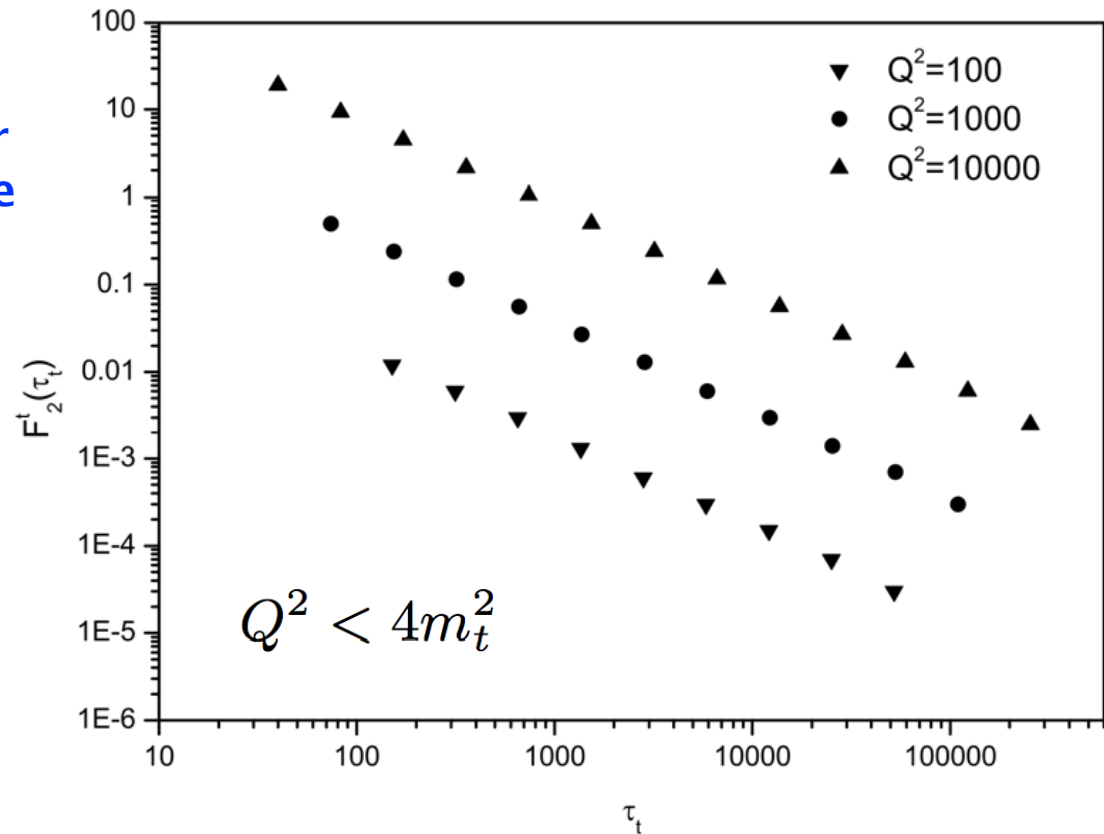 r
e
100
10
1
0.1
0.01
1E-3
1E-4
1E-5
1E-6
F^t_2(τ_t)
▼ Q^2=100
● Q^2=1000
▲ Q^2=10000
Q^2 < 4m_t^2
10 100 1000 10000 100000
τ_t